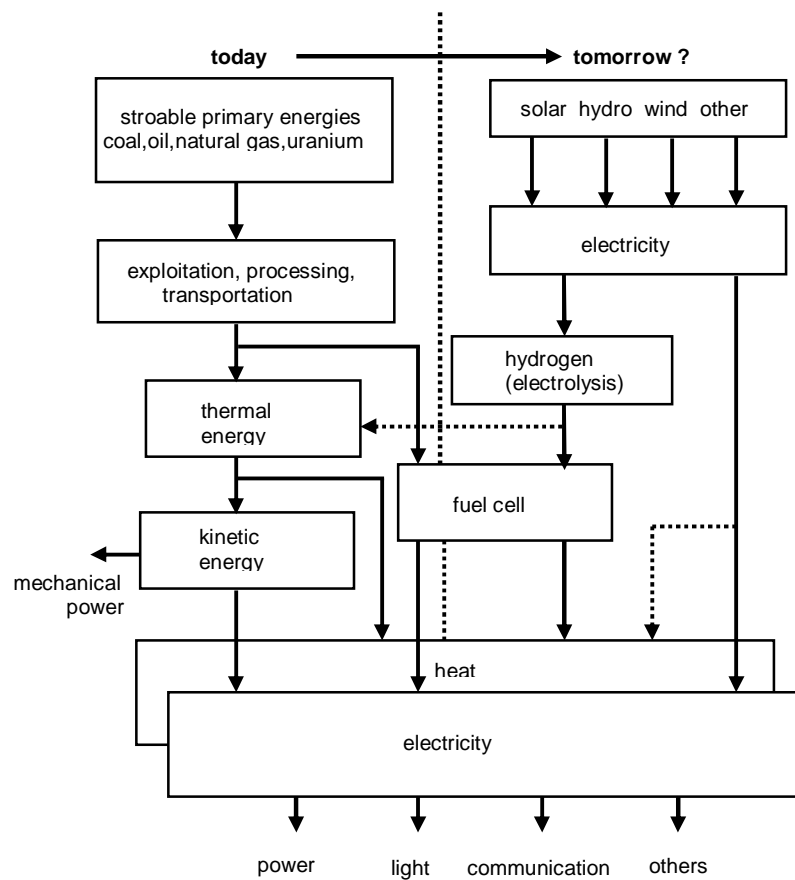 today
tomorrow ?
stroable primary energies
coal,oil,natural gas,uranium
solar hydro wind other
electricity
exploitation, processing,
transportation
hydrogen
(electrolysis)
thermal
energy
fuel cell
kinetic
energy
mechanical
power
heat
electricity
power
light
communication
others